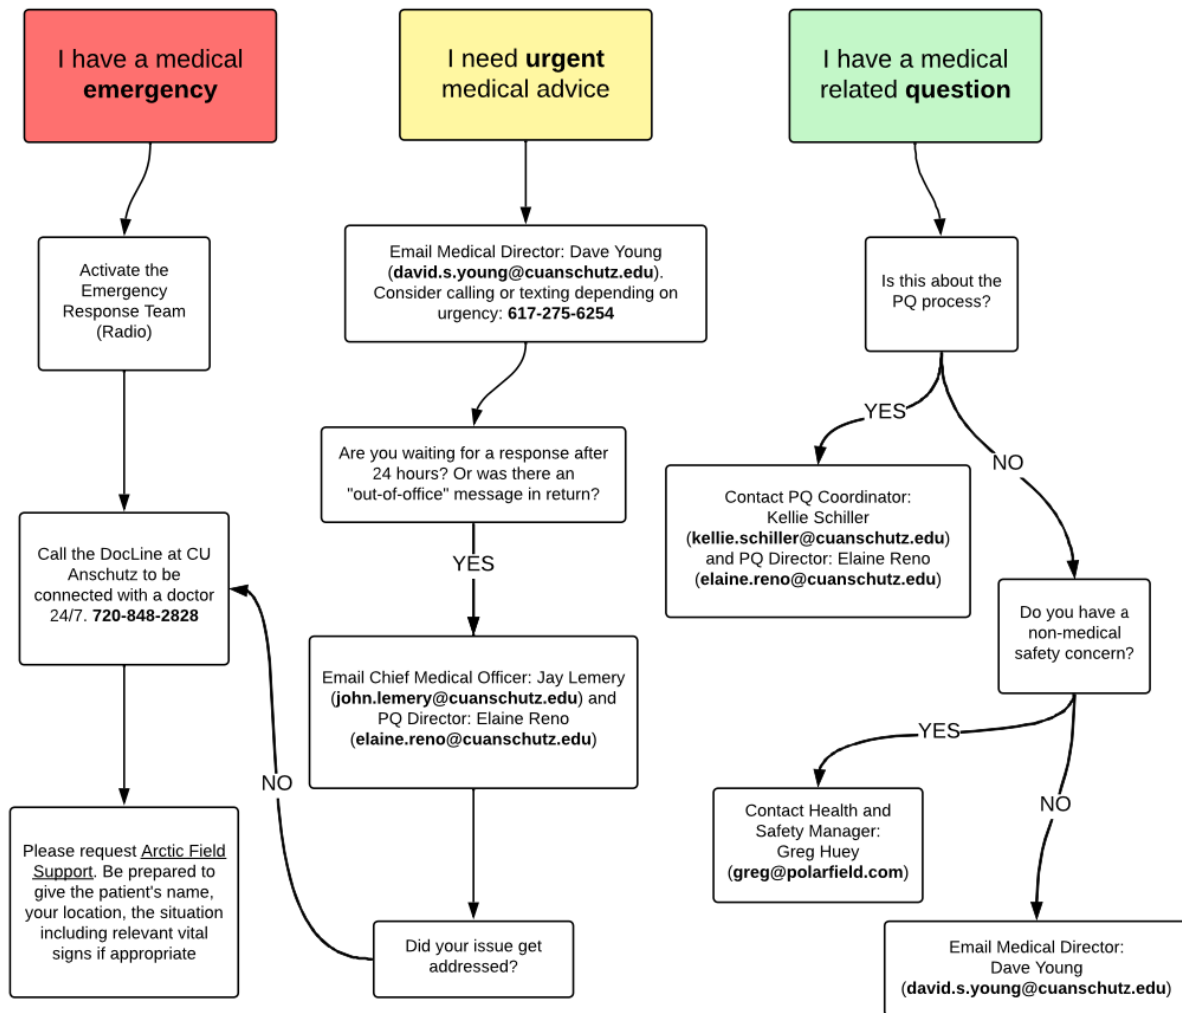 I have a medical
emergency
Activate the
Emergency
Response Team
(Radio)
Call the DocLine at CU
Anschutz to be
connected with a doctor
24/7. 720-848-2828
Please request Arctic Field
Support. Be prepared to
give the patient's name,
your location, the situation
including relevant vital
signs if appropriate
I need urgent
medical advice
Email Medical Director: Dave Young
(david.s.young@cuanschutz.edu).
Consider calling or texting depending on
urgency: 617-275-6254
Are you waiting for a response after
24 hours? Or was there an
"out-of-office" message in return?
YES
Email Chief Medical Officer: Jay Lemery
(john.lemery@cuanschutz.edu) and
PQ Director: Elaine Reno
(elaine.reno@cuanschutz.edu)
Did your issue get
addressed?
NO
I have a medical
related question
Is this about the
PQ process?
YES
Contact PQ Coordinator:
Kellie Schiller
(kellie.schiller@cuanschutz.edu)
and PQ Director: Elaine Reno
(elaine.reno@cuanschutz.edu)
NO
Do you have a
non-medical
safety concern?
YES
Contact Health and
Safety Manager:
Greg Huey
(greg@polarfield.com)
NO
Email Medical Director:
Dave Young
(david.s.young@cuanschutz.edu)